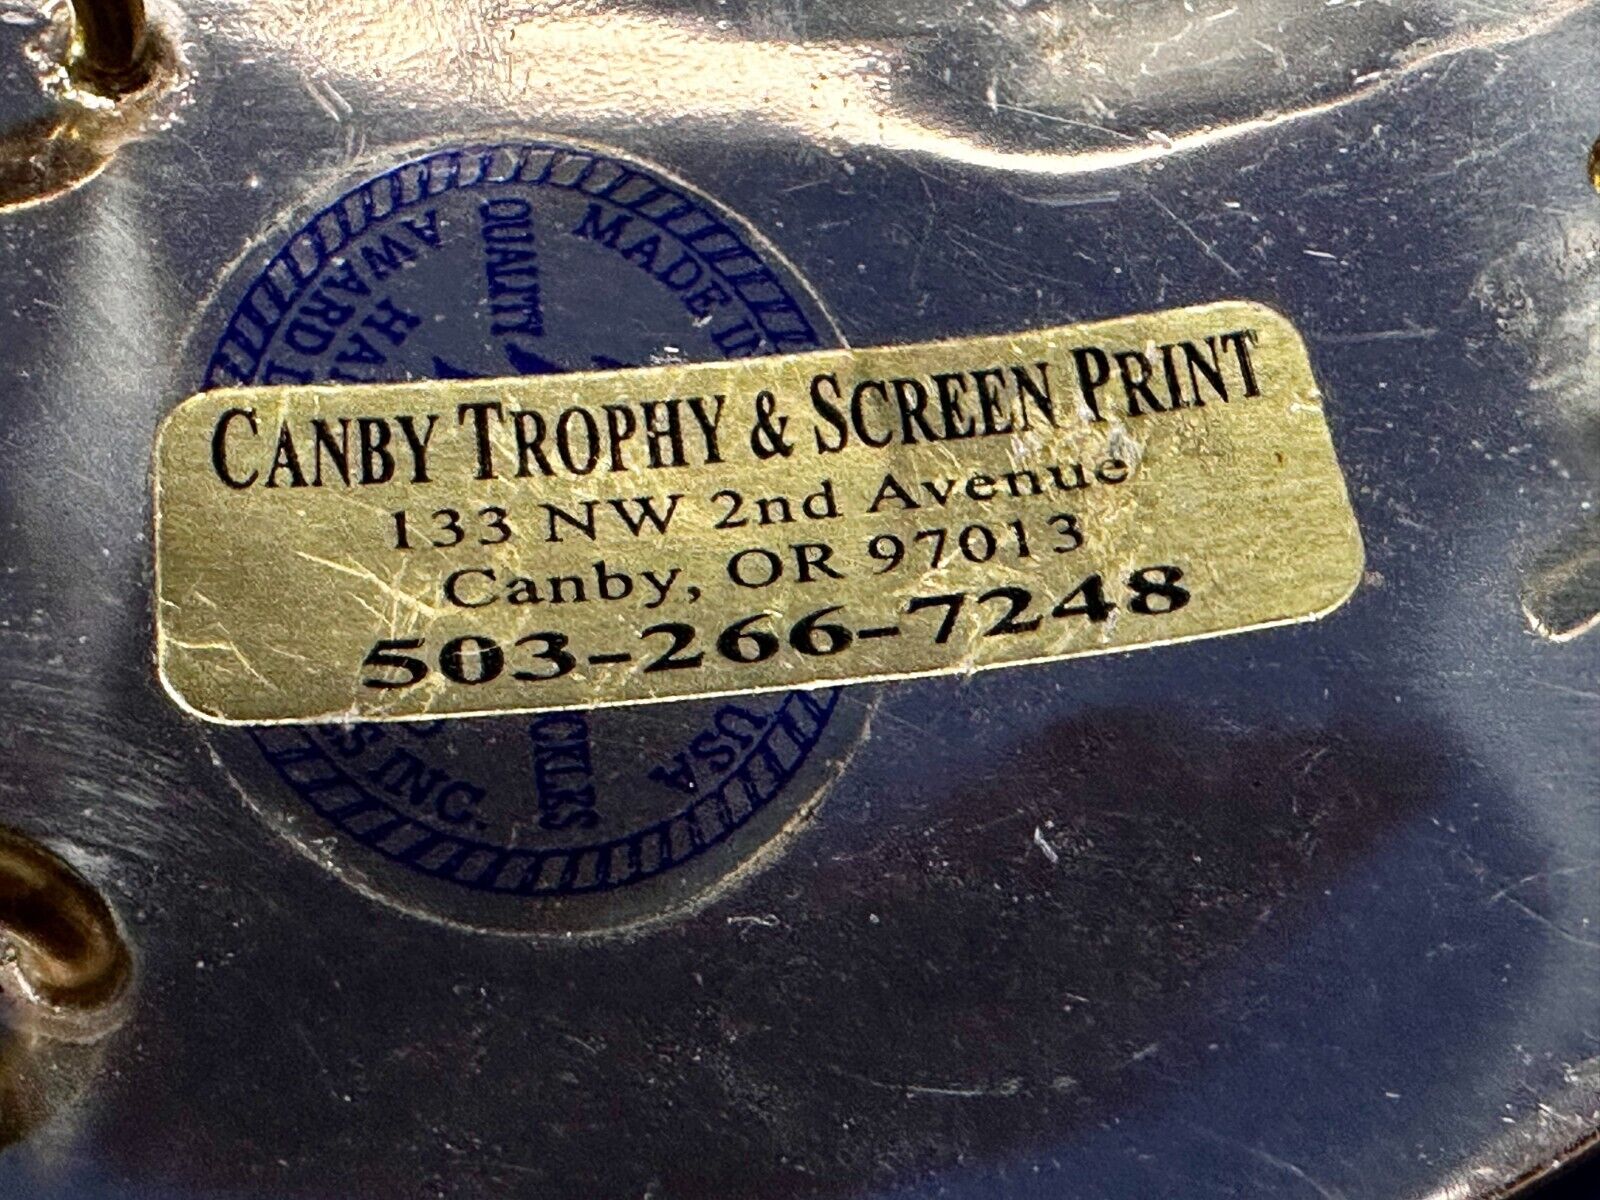 CANBY TROPHY & SCREEN PRINT
133 NW 2nd Avenue
Canby, OR 97013
503-266-7248
MADE IN
USA
QUALITY
AWARD
INC.